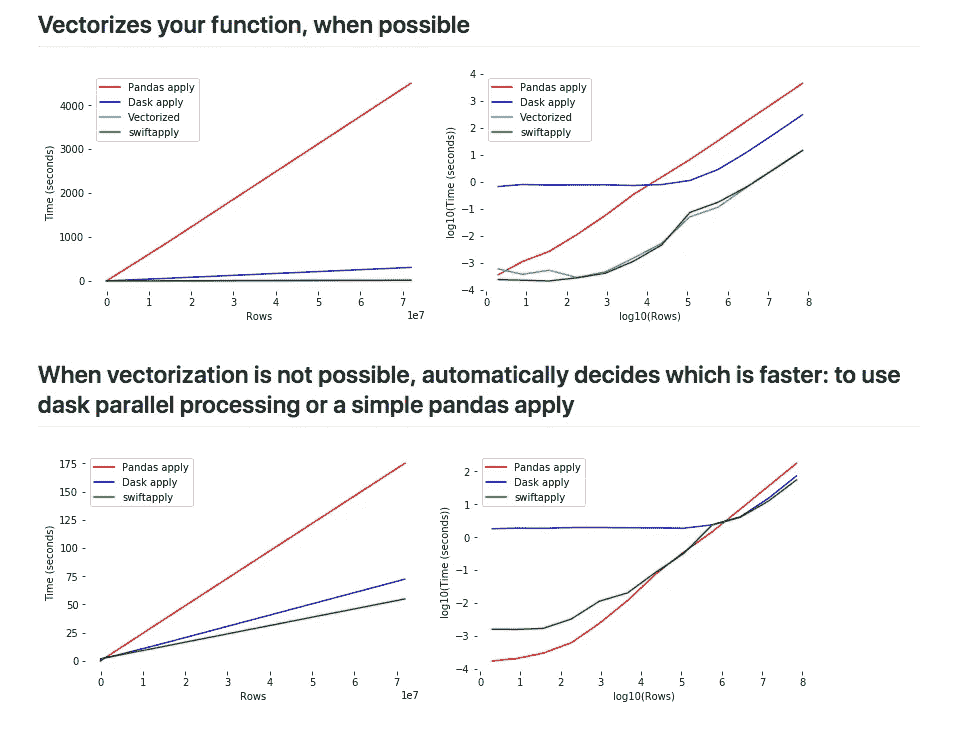 Vectorizes your function, when possible
Pandas apply
Dask apply
Vectorized
swiftapply
4000
3000
2000
1000
0
Time (seconds)
0 1 2 3 4 5 6 7
1e7
Rows
Pandas apply
Dask apply
Vectorized
swiftapply
4
3
2
1
0
−1
−2
−3
−4
log10(Time (seconds))
0 1 2 3 4 5 6 7 8
log10(Rows)
When vectorization is not possible, automatically decides which is faster: to use
dask parallel processing or a simple pandas apply
Pandas apply
Dask apply
swiftapply
175
150
125
100
75
50
25
0
Time (seconds)
0 1 2 3 4 5 6 7
1e7
Rows
Pandas apply
Dask apply
swiftapply
2
1
0
−1
−2
−3
−4
log10(Time (seconds))
0 1 2 3 4 5 6 7 8
log10(Rows)